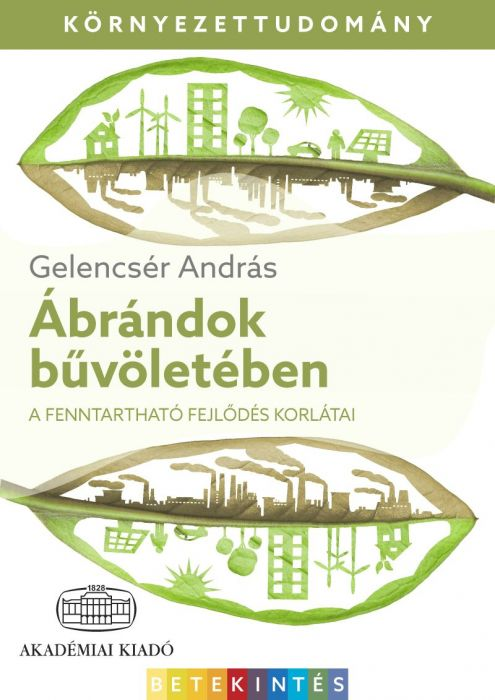 KÖRNYEZETTUDOMÁNY
Gelencsér András
Ábrándok
bűvöletében
A FENNTARTHATÓ FEJLŐDÉS KORLÁTAI
1828
AKADÉMIAI KIADÓ
BETEKINTÉS